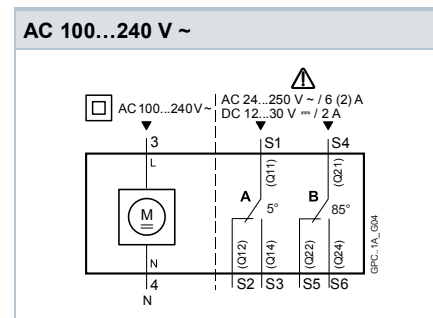 AC 100...240 V ~
AC 100...240V~
AC 24...250 V ~ / 6 (2) A
DC 12...30 V ⎓ / 2 A
3 S1 S4
L (Q11) (Q21)
A 5° B 85°
M
N (Q12) (Q14) (Q22) (Q24)
4 S2 S3 S5 S6
N
GPC..1A_G04